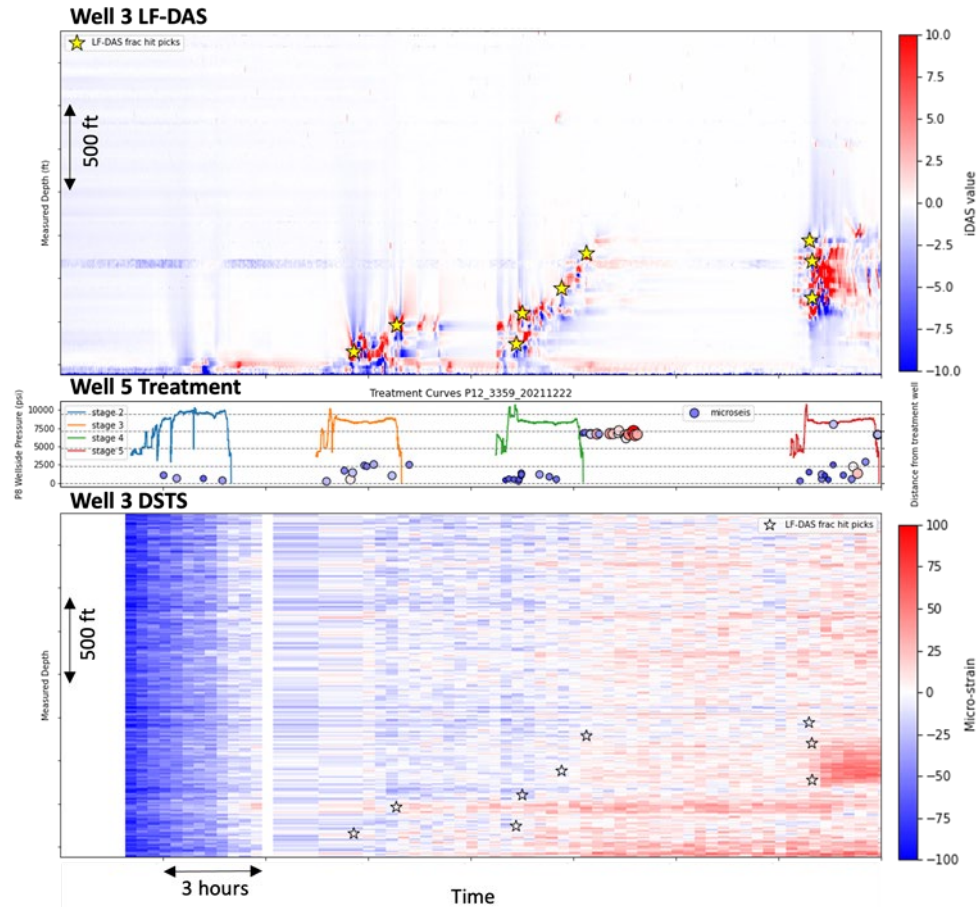 Well 3 LF-DAS
LF-DAS frac hit picks
500 ft
Measured Depth (ft)
10.0
7.5
5.0
2.5
0.0
-2.5
-5.0
-7.5
-10.0
iDAS value
Well 5 Treatment
Treatment Curves P12_3359_20211222
PB Wellside Pressure (psi)
10000
7500
5000
2500
0
stage 2
stage 3
stage 4
stage 5
microseis
Distance from treatment well
Well 3 DSTS
LF-DAS frac hit picks
500 ft
Measured Depth
100
75
50
25
0
-25
-50
-75
-100
Micro-strain
3 hours
Time